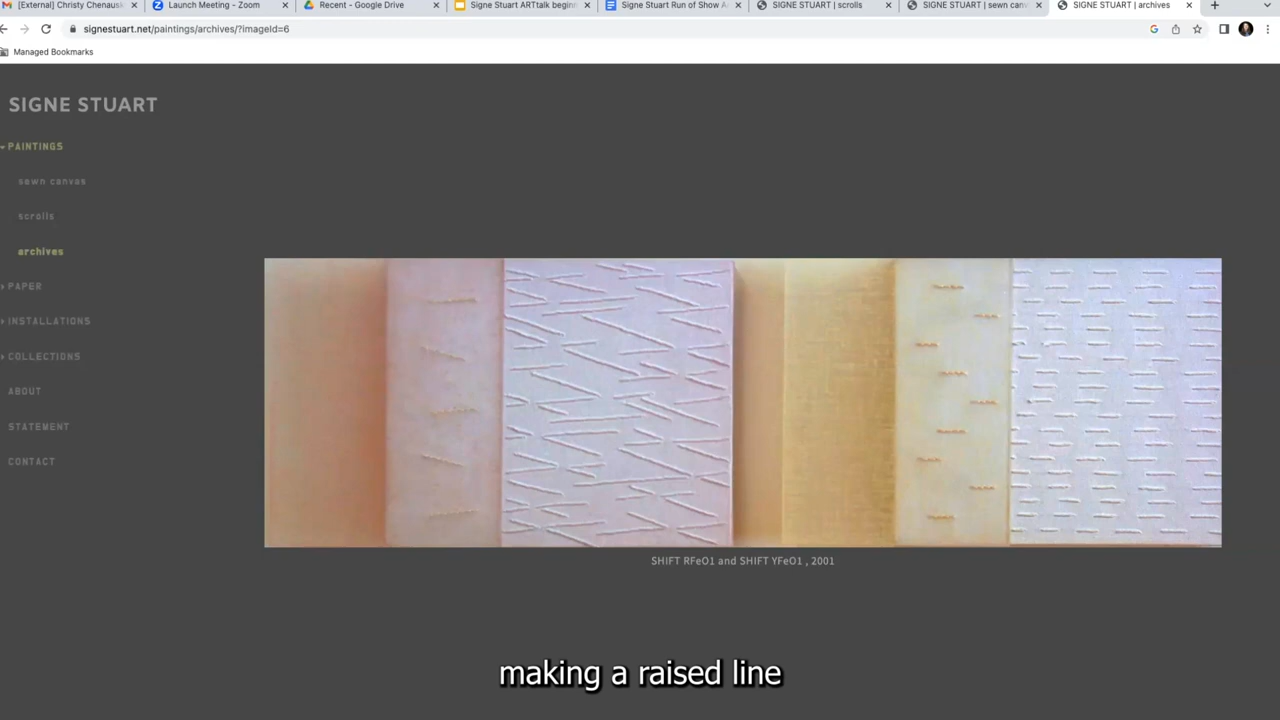 [External] Christy Chenausk
Launch Meeting - Zoom
Recent - Google Drive
Signe Stuart ARTtalk beginn
Signe Stuart Run of Show A
SIGNE STUART | scrolls
SIGNE STUART | sewn canv
SIGNE STUART | archives
signestuart.net/paintings/archives/?imageId=6
Managed Bookmarks
SIGNE STUART
PAINTINGS
sewn canvas
scrolls
archives
PAPER
INSTALLATIONS
COLLECTIONS
ABOUT
STATEMENT
CONTACT
SHIFT RFeO1 and SHIFT YFeO1 , 2001
making a raised line